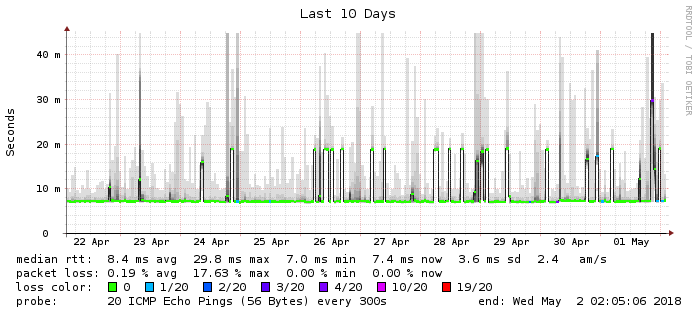 Last 10 Days
RRDTOOL / TOBI OETIKER
Seconds
40 m
30 m
20 m
10 m
0
22 Apr 23 Apr 24 Apr 25 Apr 26 Apr 27 Apr 28 Apr 29 Apr 30 Apr 01 May
median rtt: 8.4 ms avg 29.8 ms max 7.0 ms min 7.4 ms now 3.6 ms sd 2.4 am/s
packet loss: 0.19 % avg 17.63 % max 0.00 % min 0.00 % now
loss color: 0 1/20 2/20 3/20 4/20 10/20 19/20
probe: 20 ICMP Echo Pings (56 Bytes) every 300s end: Wed May 2 02:05:06 2018